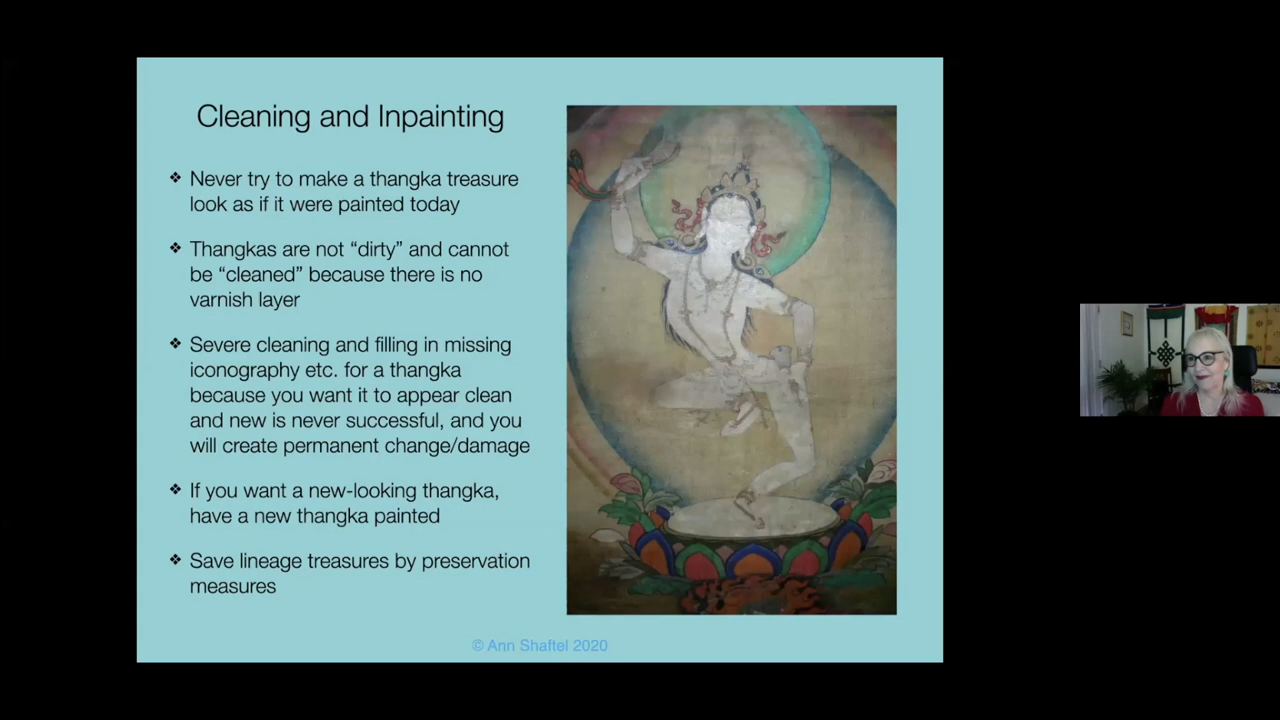 Cleaning and Inpainting
❖ Never try to make a thangka treasure
look as if it were painted today
❖ Thangkas are not “dirty” and cannot
be “cleaned” because there is no
varnish layer
❖ Severe cleaning and filling in missing
iconography etc. for a thangka
because you want it to appear clean
and new is never successful, and you
will create permanent change/damage
❖ If you want a new-looking thangka,
have a new thangka painted
❖ Save lineage treasures by preservation
measures
© Ann Shaftel 2020